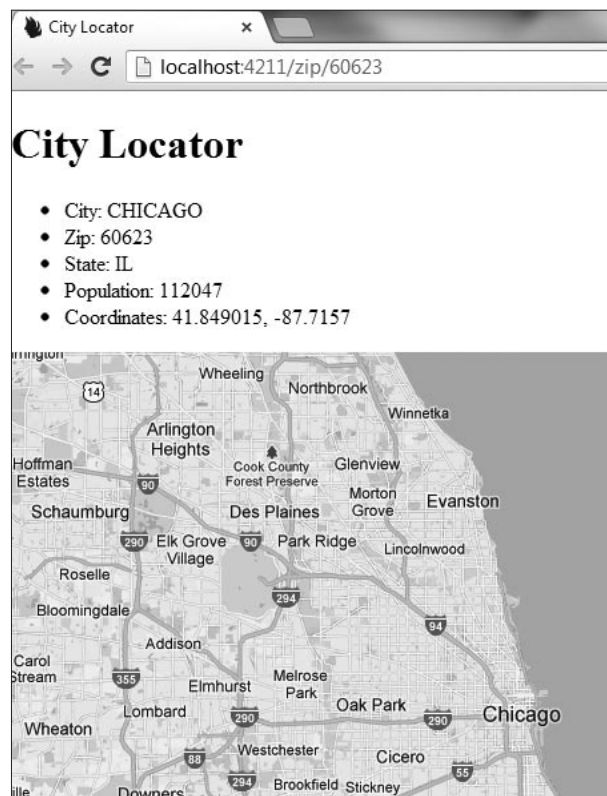 City Locator
localhost:4211/zip/60623
City Locator
City: CHICAGO
Zip: 60623
State: IL
Population: 112047
Coordinates: 41.849015, -87.7157
Wheeling
Northbrook
14
Winnetka
Arlington
Heights
Cook County
Forest Preserve
Glenview
Hoffman
Estates
90
Morton
Grove
Evanston
Schaumburg
Des Plaines
290
Elk Grove
Village
90
Park Ridge
Lincolnwood
Roselle
294
Bloomingdale
94
Addison
Carol
Stream
355
Elmhurst
Melrose
Park
Lombard
290
Oak Park
290
Chicago
Wheaton
88
Westchester
Cicero
55
294
Brookfield
Stickney
Downers